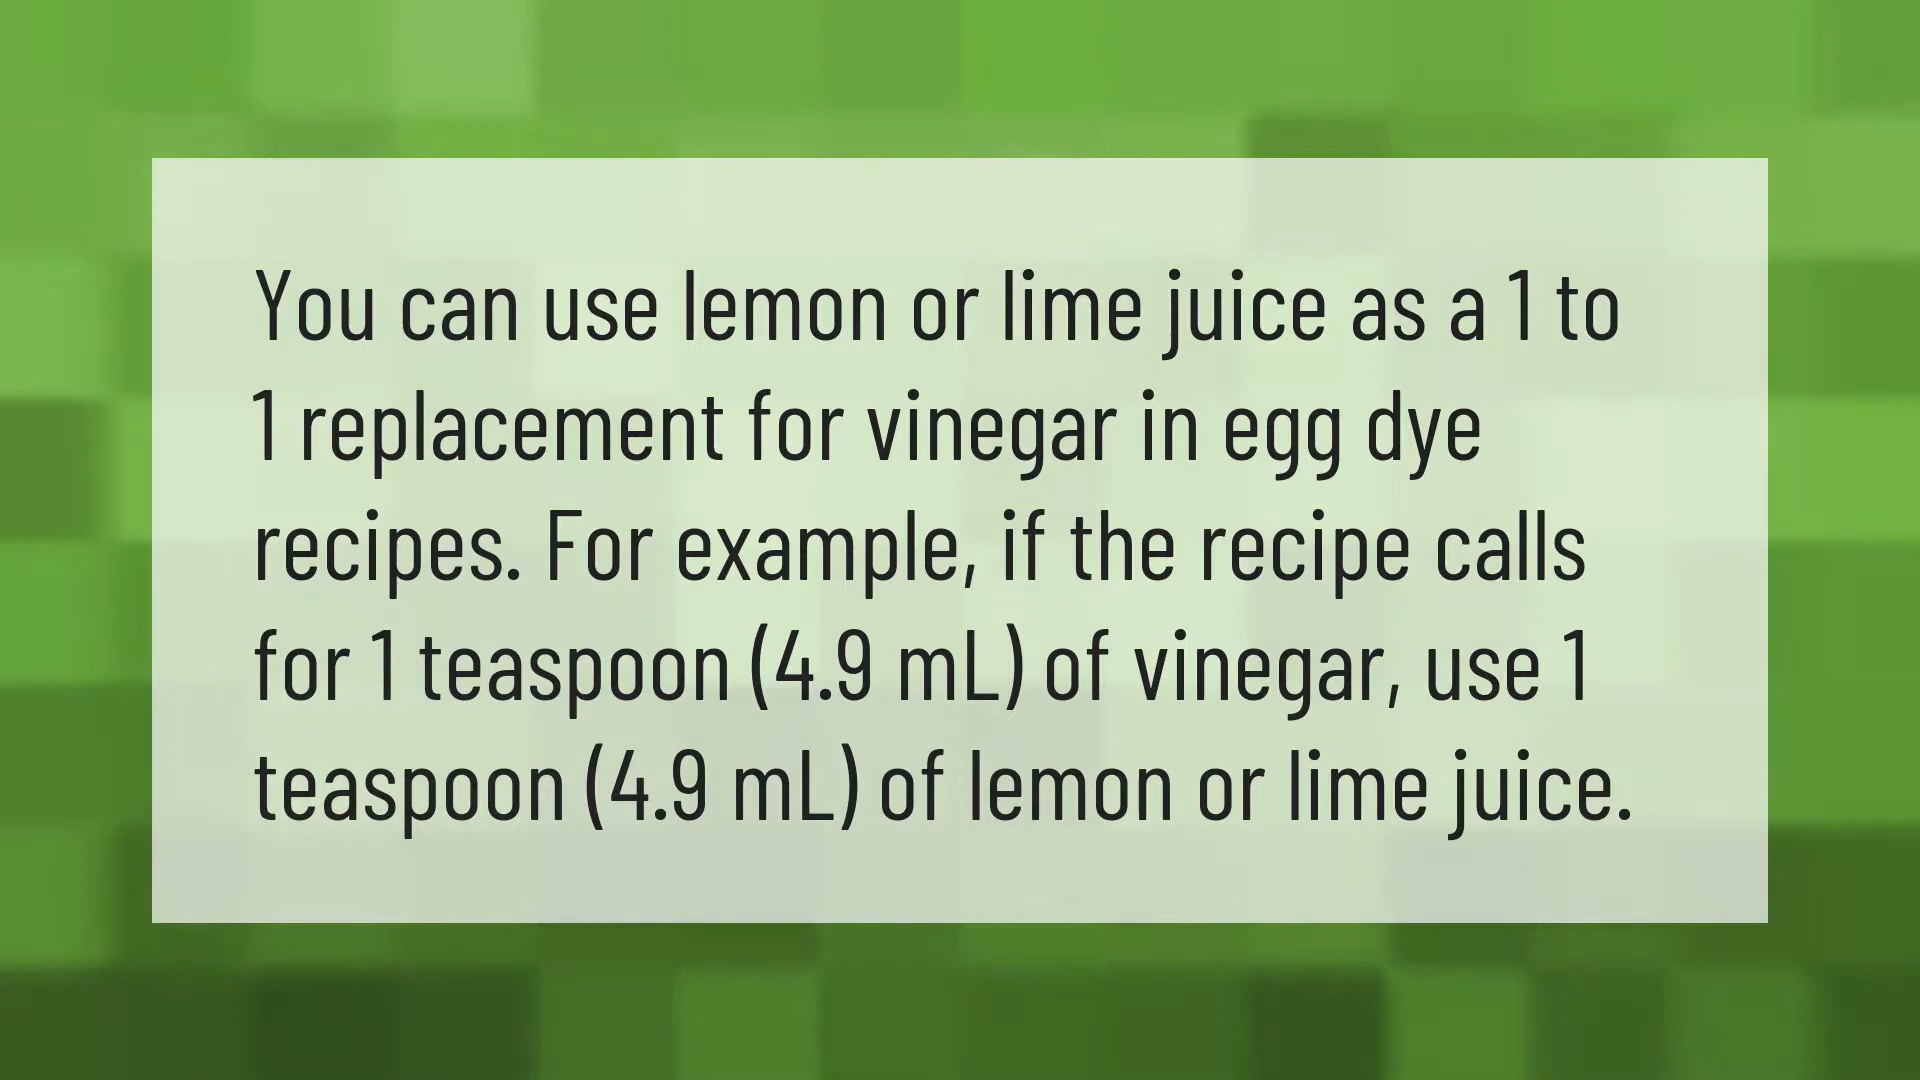 You can use lemon or lime juice as a 1 to
1 replacement for vinegar in egg dye
recipes. For example, if the recipe calls
for 1 teaspoon (4.9 mL) of vinegar, use 1
teaspoon (4.9 mL) of lemon or lime juice.